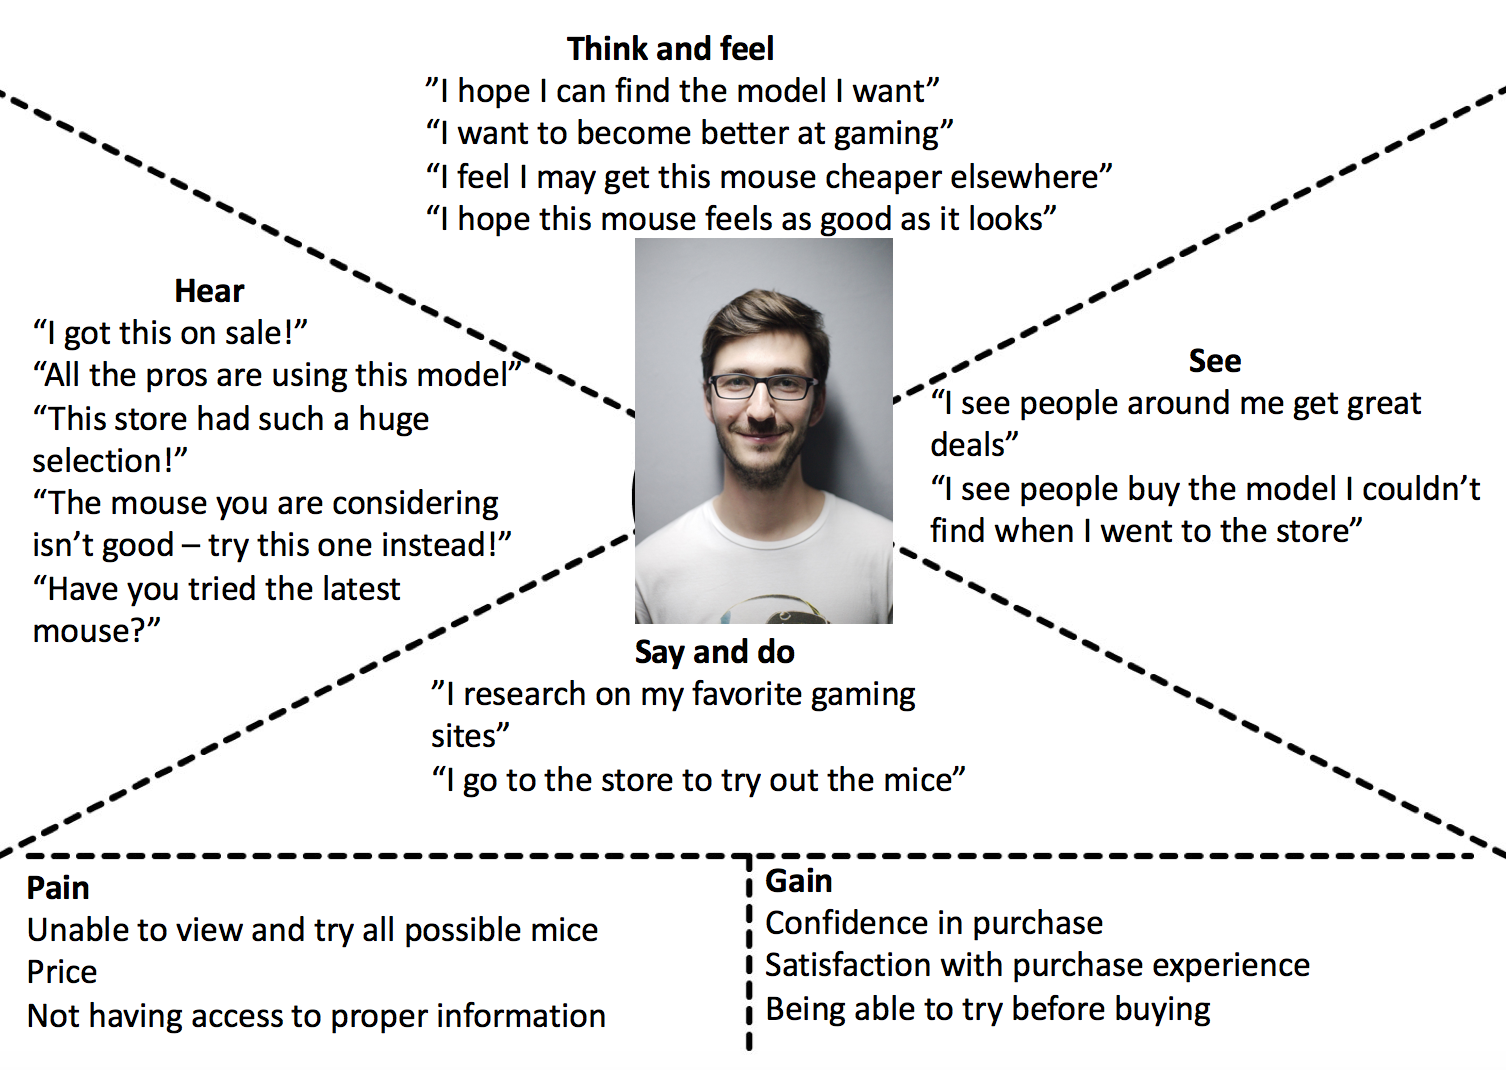 Think and feel
”I hope I can find the model I want”
“I want to become better at gaming”
“I feel I may get this mouse cheaper elsewhere”
“I hope this mouse feels as good as it looks”
Hear
“I got this on sale!”
“All the pros are using this model”
“This store had such a huge
selection!”
“The mouse you are considering
isn’t good – try this one instead!”
“Have you tried the latest
mouse?”
See
“I see people around me get great
deals”
“I see people buy the model I couldn’t
find when I went to the store”
Say and do
”I research on my favorite gaming
sites”
“I go to the store to try out the mice”
Pain
Unable to view and try all possible mice
Price
Not having access to proper information
Gain
Confidence in purchase
Satisfaction with purchase experience
Being able to try before buying